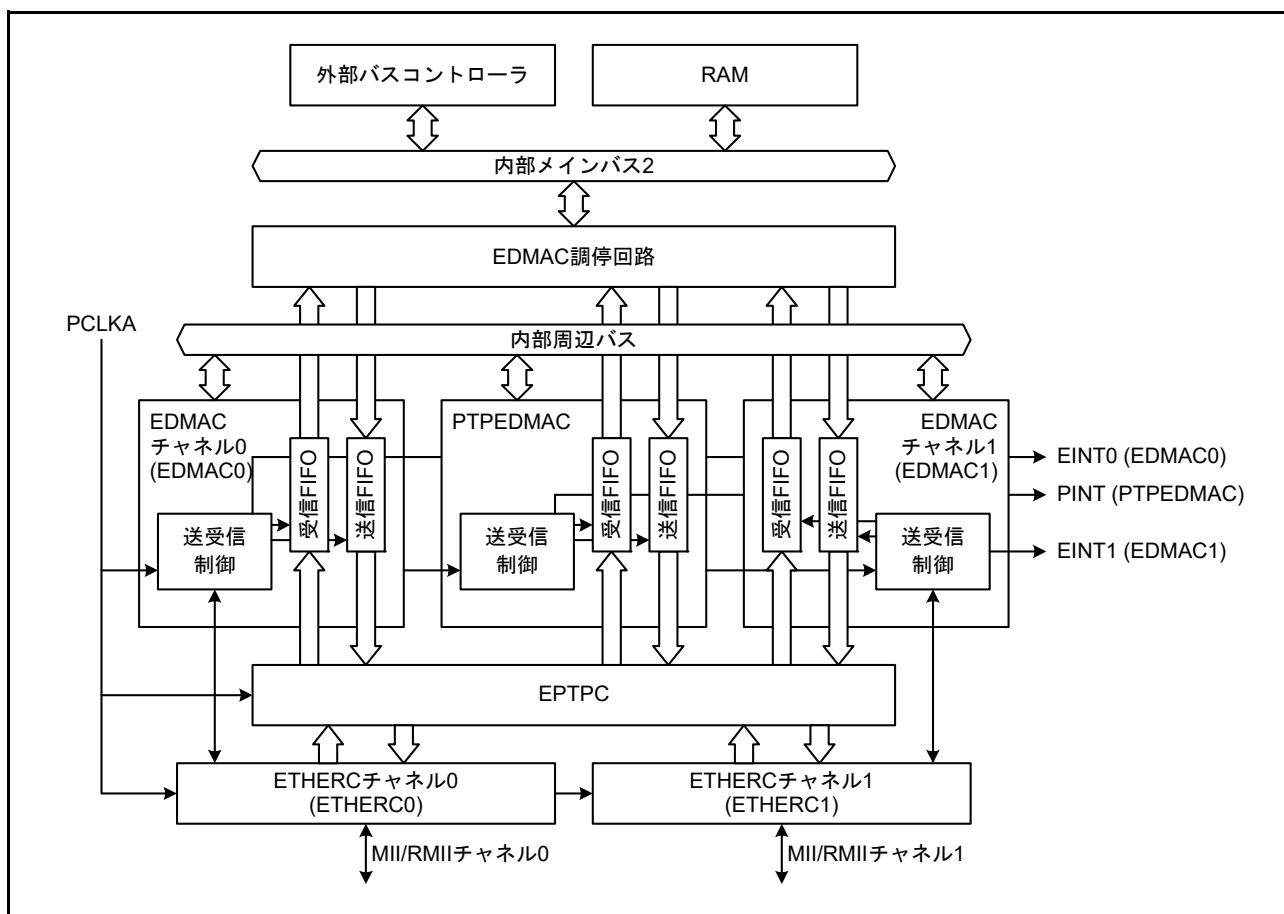 外部バスコントローラ
RAM
内部メインバス2
EDMAC調停回路
PCLKA
内部周辺バス
EDMAC
チャネル0
(EDMAC0)
受信FIFO
送信FIFO
送受信
制御
PTPEDMAC
受信FIFO
送信FIFO
送受信
制御
EDMAC
チャネル1
(EDMAC1)
受信FIFO
送信FIFO
送受信
制御
EINT0 (EDMAC0)
PINT (PTPEDMAC)
EINT1 (EDMAC1)
EPTPC
ETHERCチャネル0
(ETHERC0)
ETHERCチャネル1
(ETHERC1)
MII/RMIIチャネル0
MII/RMIIチャネル1